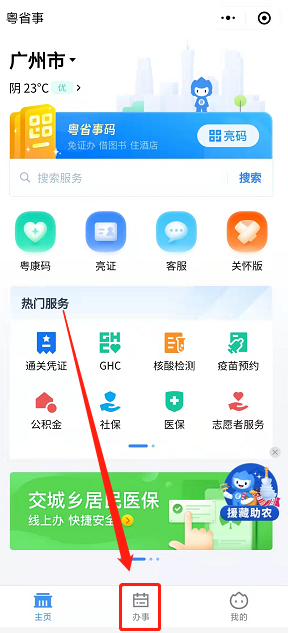 粤省事
广州市
阴 23℃ 优
粤省事码
免证办 借图书 住酒店
亮码
搜索服务 搜索
粤康码 亮证 客服 关怀版
热门服务
通关凭证 GHC 核酸检测 疫苗预约
公积金 社保 医保 志愿者服务
交城乡居民医保
线上办 快捷安全
援藏助农
主页 办事 我的